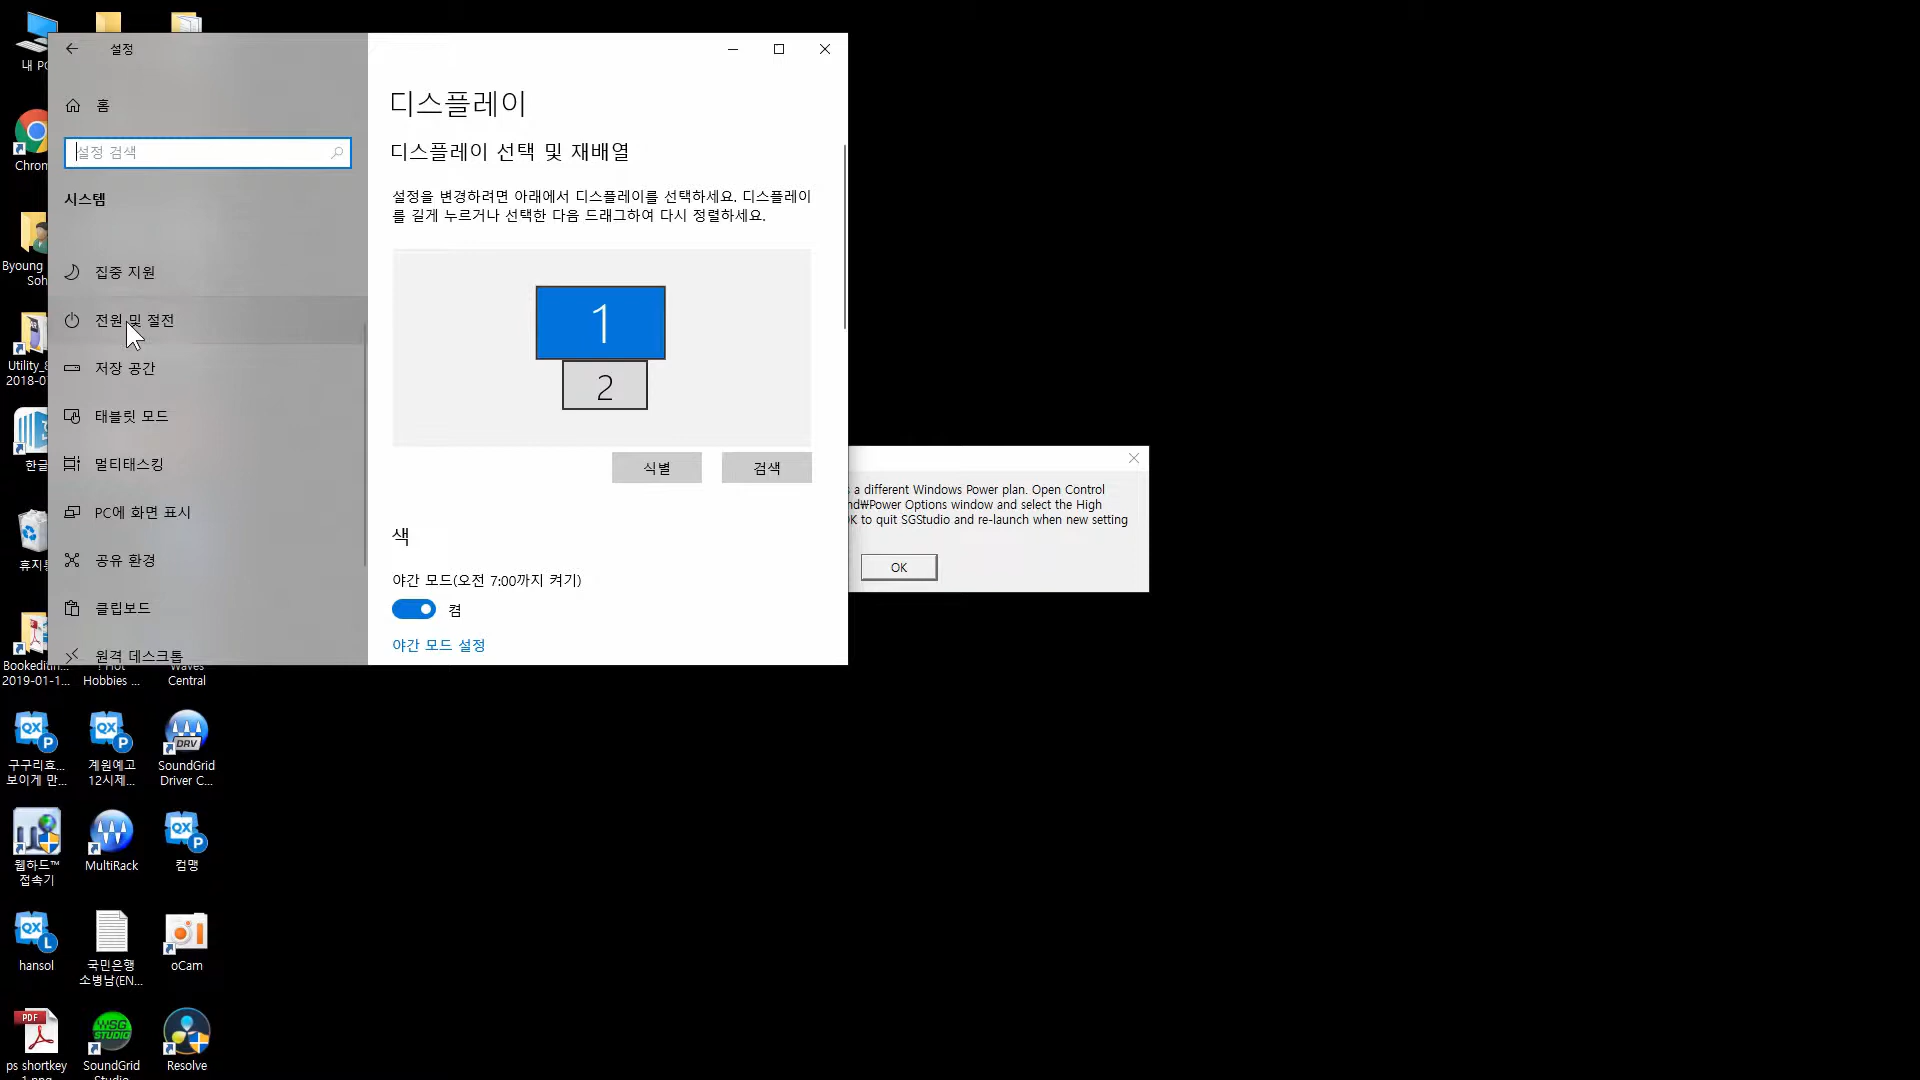 내 PC
설정
홈
설정 검색
시스템
집중 지원
전원 및 절전
저장 공간
태블릿 모드
멀티태스킹
PC에 화면 표시
공유 환경
클립보드
원격 데스크톱
디스플레이
디스플레이 선택 및 재배열
설정을 변경하려면 아래에서 디스플레이를 선택하세요. 디스플레이
를 길게 누르거나 선택한 다음 드래그하여 다시 정렬하세요.
1
2
식별
검색
색
야간 모드(오전 7:00까지 켜기)
켬
야간 모드 설정
a different Windows Power plan. Open Control
nd₩Power Options window and select the High
OK to quit SGStudio and re-launch when new setting
OK
Chrom
Byoung
Soh
Utility_
2018-0
한글
휴지통
Bookeditin...
2019-01-1...
Hot
Hobbies ...
Waves
Central
구구리효...
보이게 만...
계원예고
12시제...
DRV
SoundGrid
Driver C...
웹하드™
접속기
MultiRack
컴맹
hansol
국민은행
소병남(EN...
oCam
PDF
ps shortkey
1.png
WSG
STUDIO
SoundGrid
Studio
Resolve